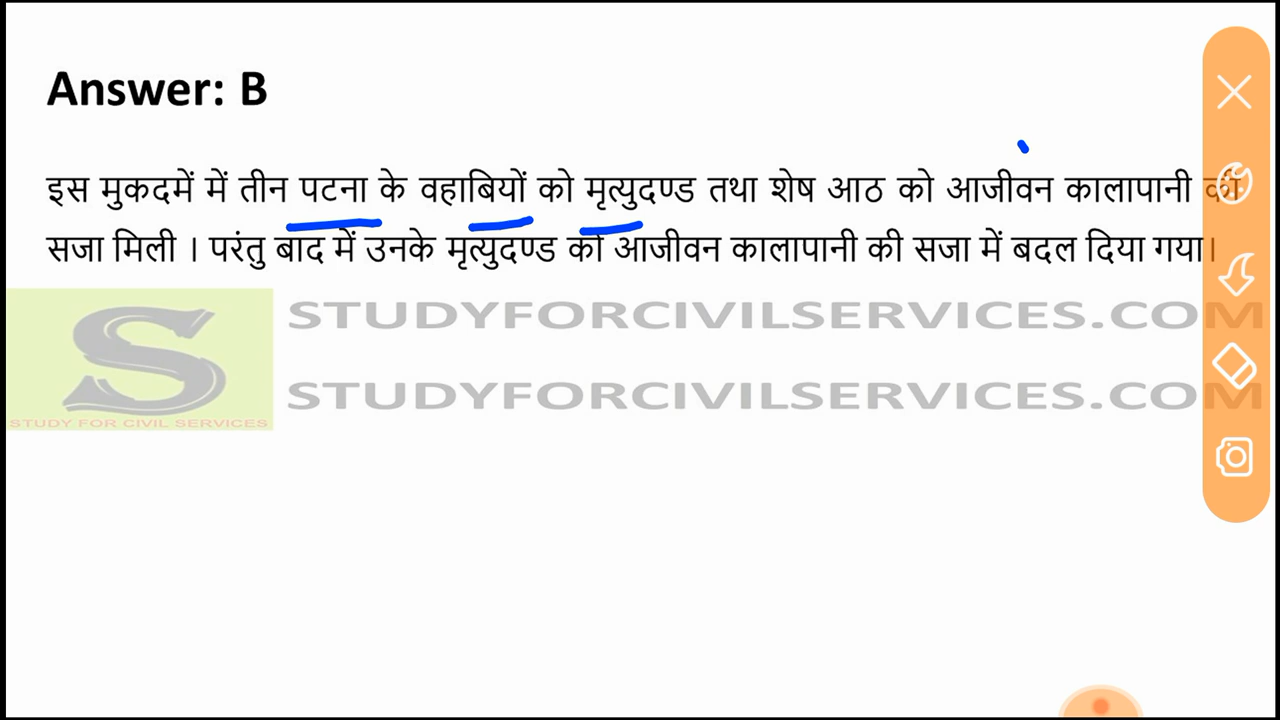 Answer: B
इस मुकदमें में तीन पटना के वहाबियों को मृत्युदण्ड तथा शेष आठ को आजीवन कालापानी की
सजा मिली । परंतु बाद में उनके मृत्युदण्ड को आजीवन कालापानी की सजा में बदल दिया गया।
STUDYFORCIVILSERVICES.COM
STUDYFORCIVILSERVICES.COM
S
STUDY FOR CIVIL SERVICES